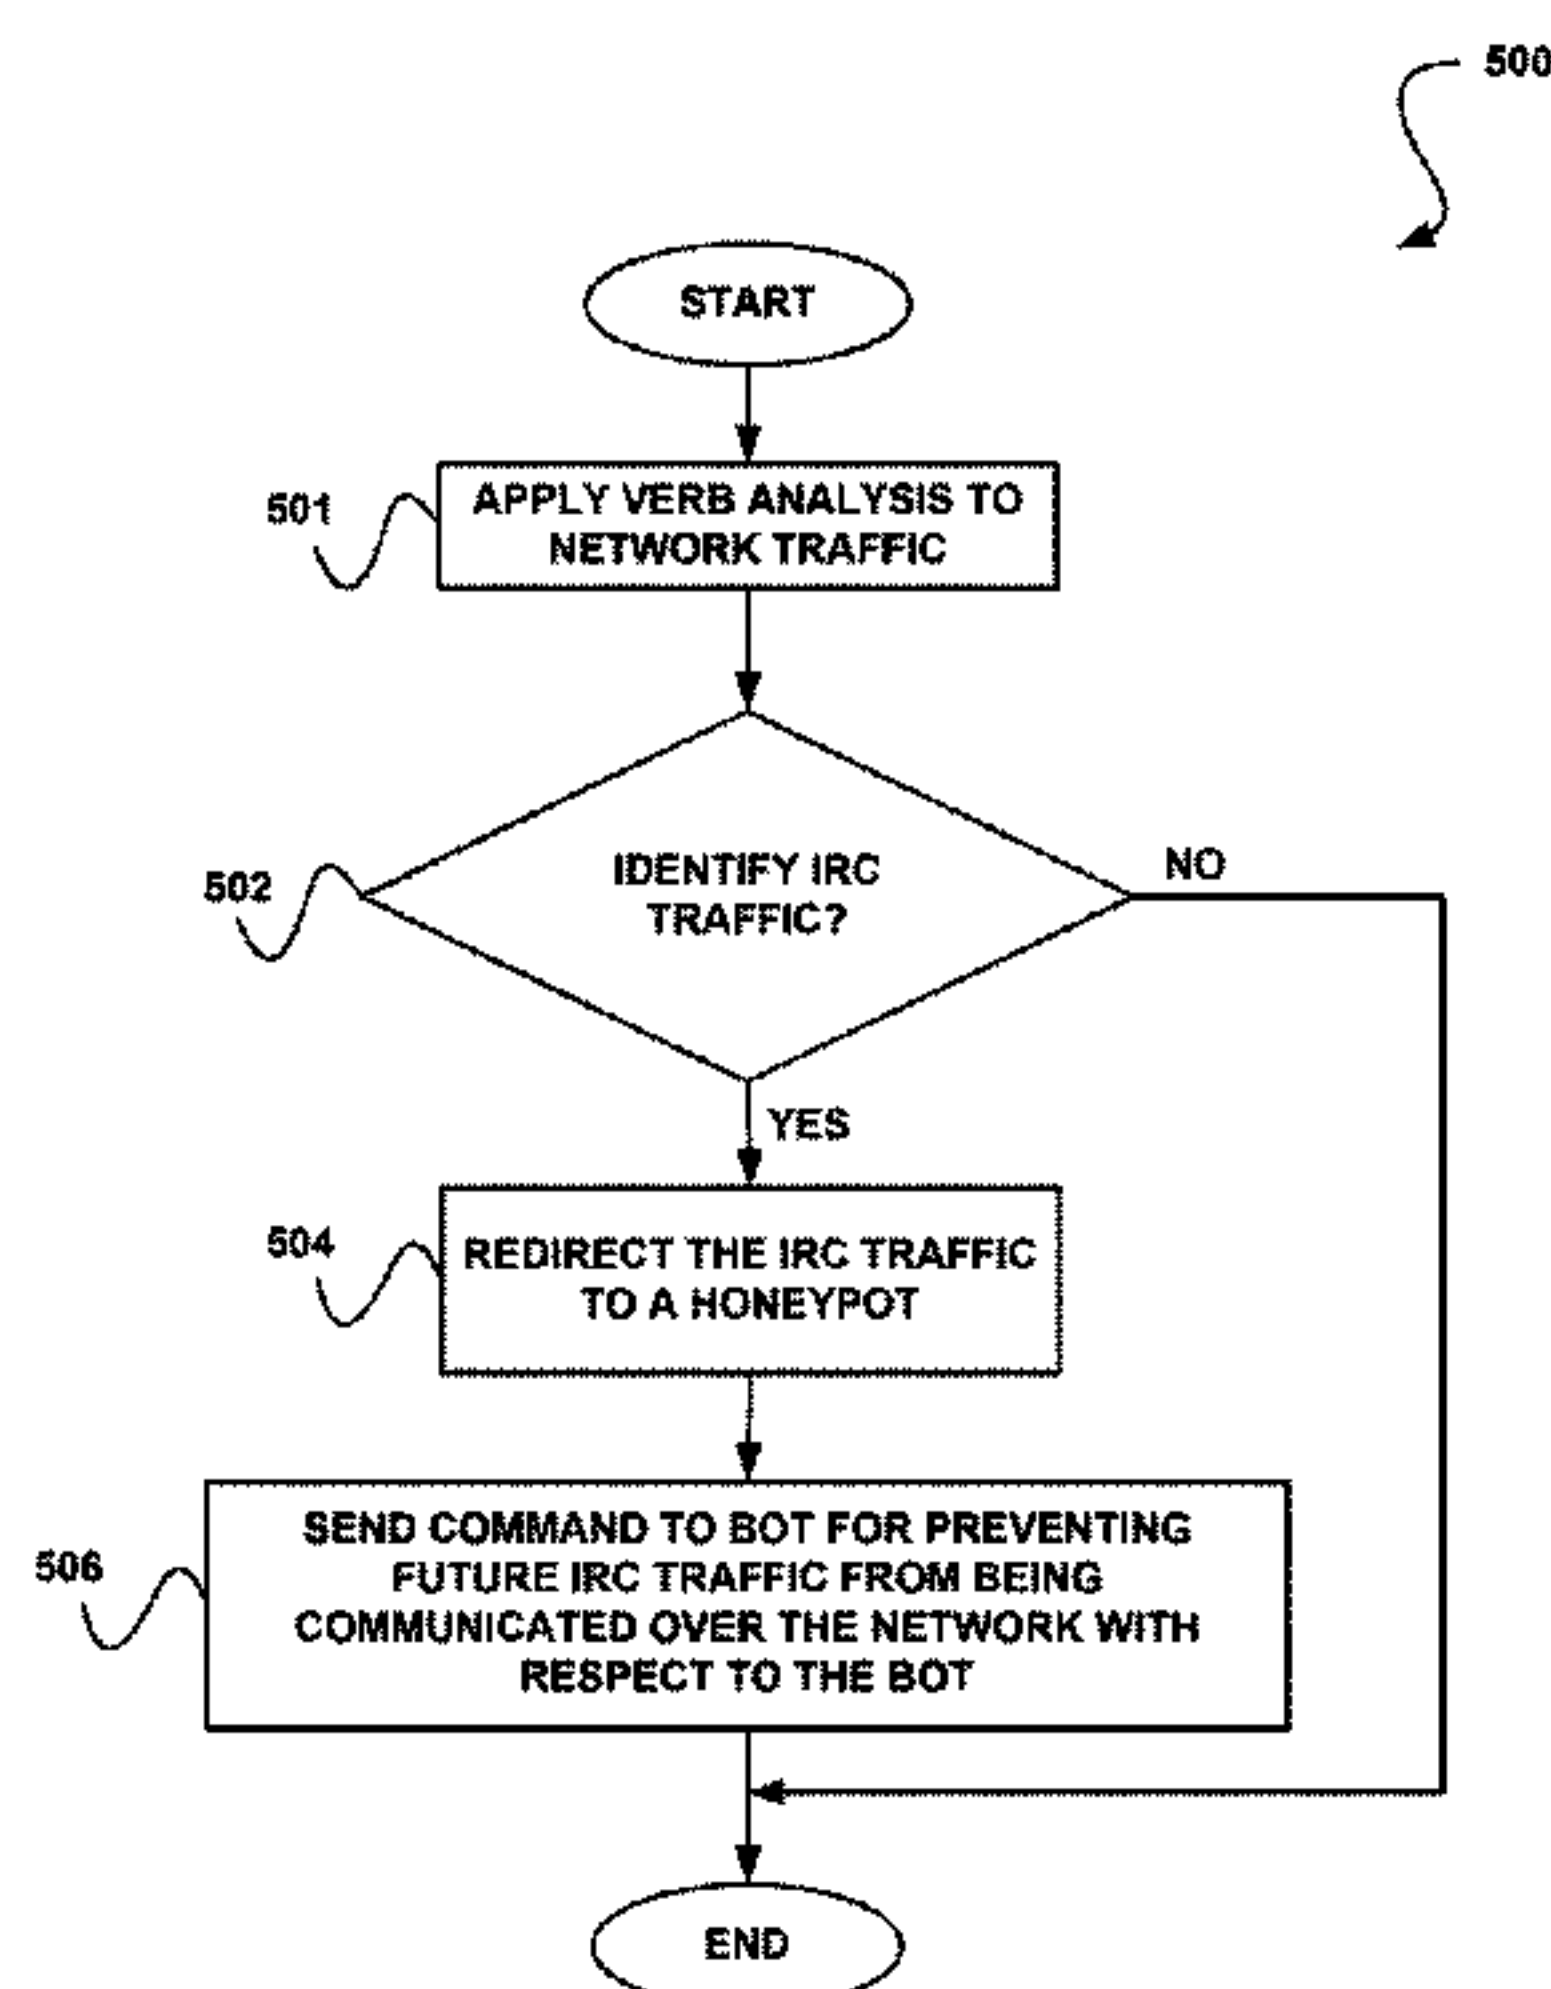 500
START
501
APPLY VERB ANALYSIS TO
NETWORK TRAFFIC
502
IDENTIFY IRC
TRAFFIC?
NO
YES
504
REDIRECT THE IRC TRAFFIC
TO A HONEYPOT
506
SEND COMMAND TO BOT FOR PREVENTING
FUTURE IRC TRAFFIC FROM BEING
COMMUNICATED OVER THE NETWORK WITH
RESPECT TO THE BOT
END